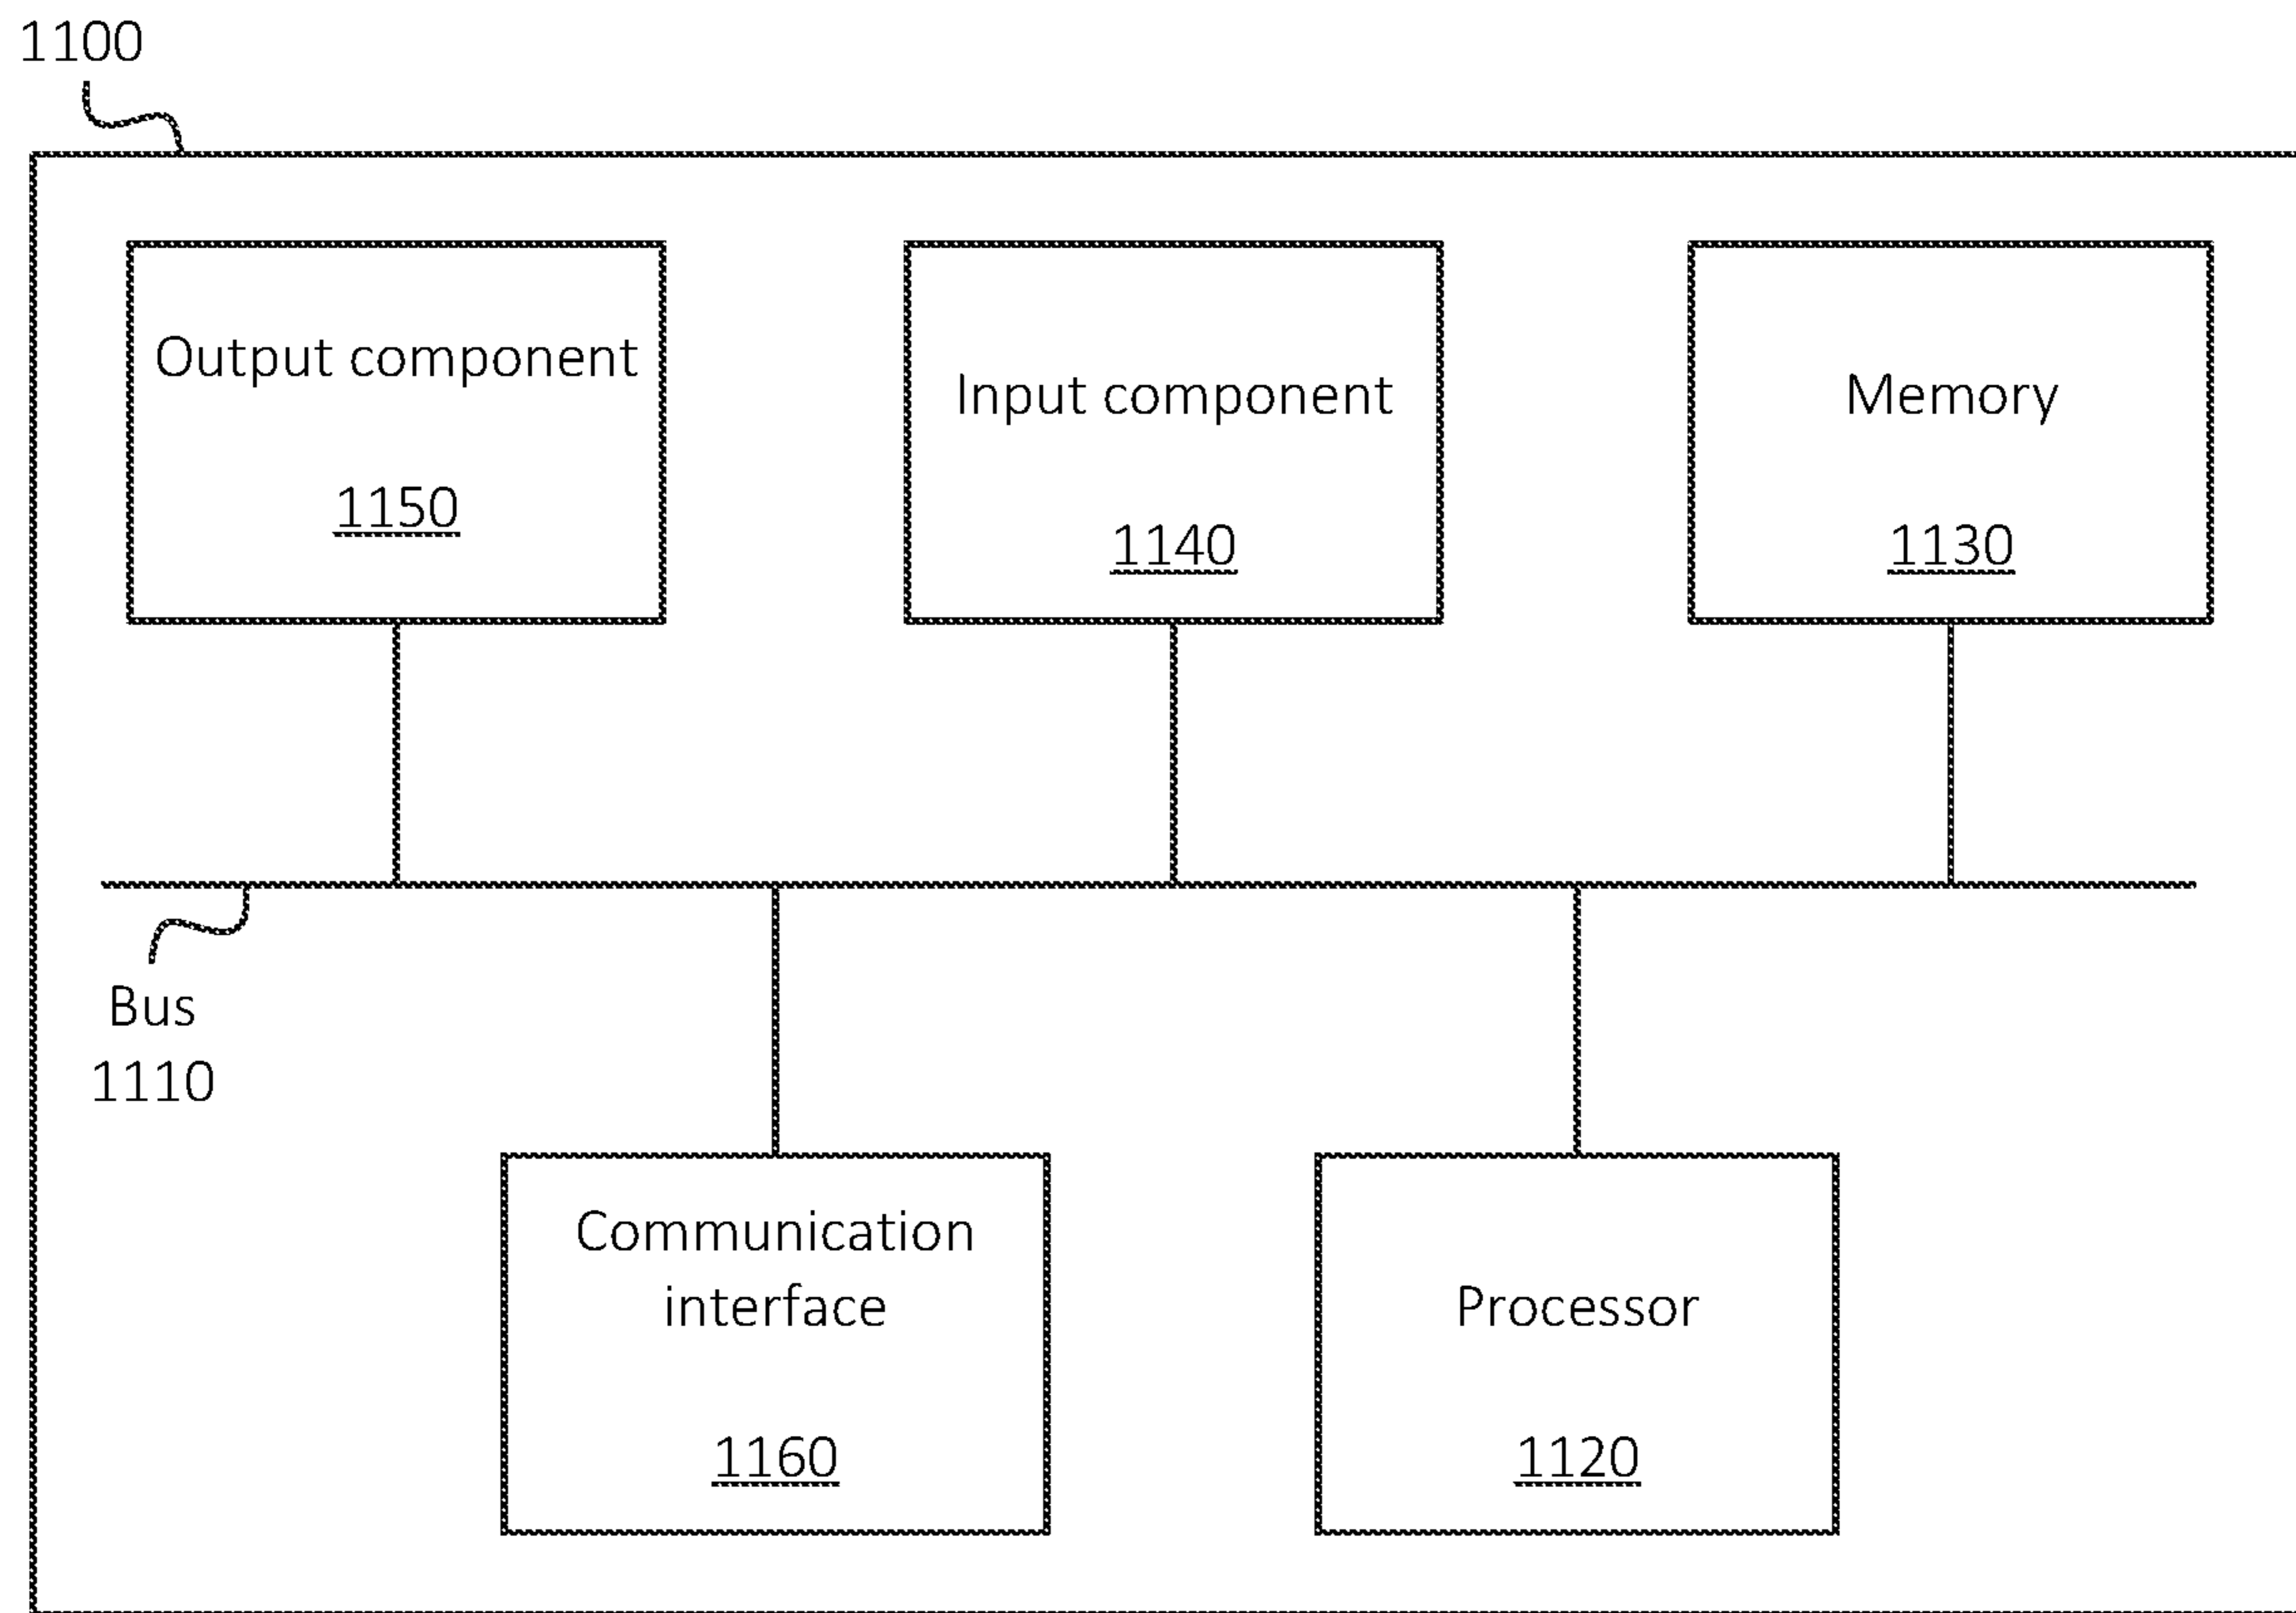 1100
Output component
1150
Input component
1140
Memory
1130
Bus
1110
Communication
interface
1160
Processor
1120